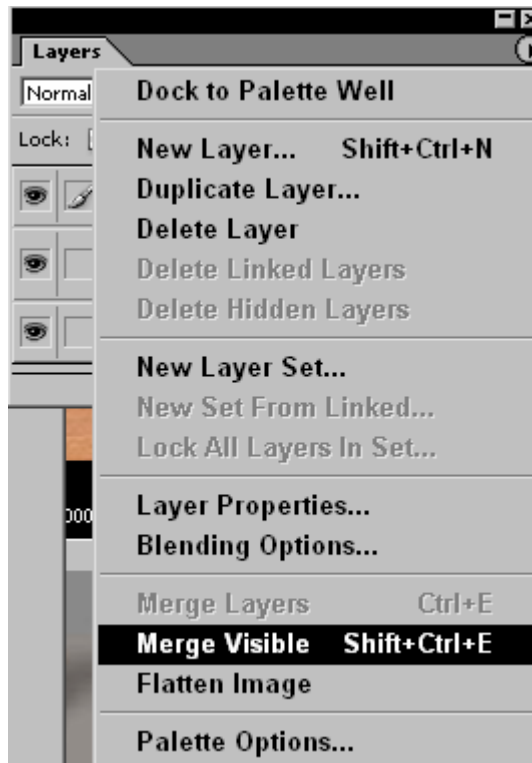 Layers
Normal
Dock to Palette Well
Lock:
New Layer... Shift+Ctrl+N
Duplicate Layer...
Delete Layer
Delete Linked Layers
Delete Hidden Layers
New Layer Set...
New Set From Linked...
Lock All Layers In Set...
Layer Properties...
000
Blending Options...
Merge Layers Ctrl+E
Merge Visible Shift+Ctrl+E
Flatten Image
Palette Options...